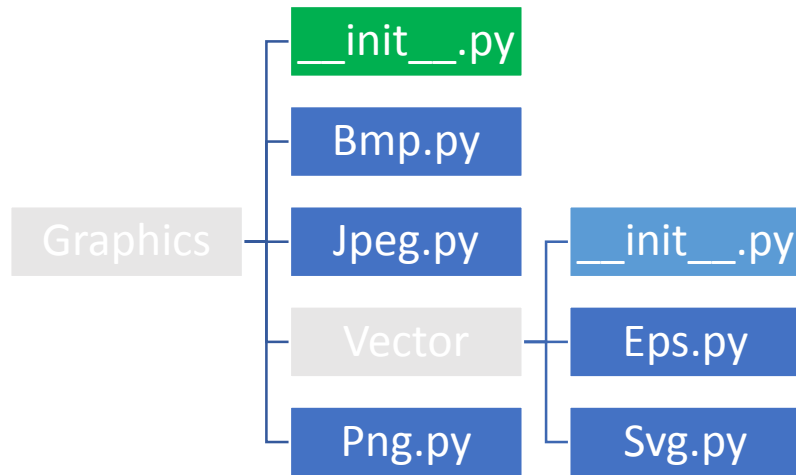 __init__.py
Bmp.py
Graphics
Jpeg.py
__init__.py
Vector
Eps.py
Png.py
Svg.py